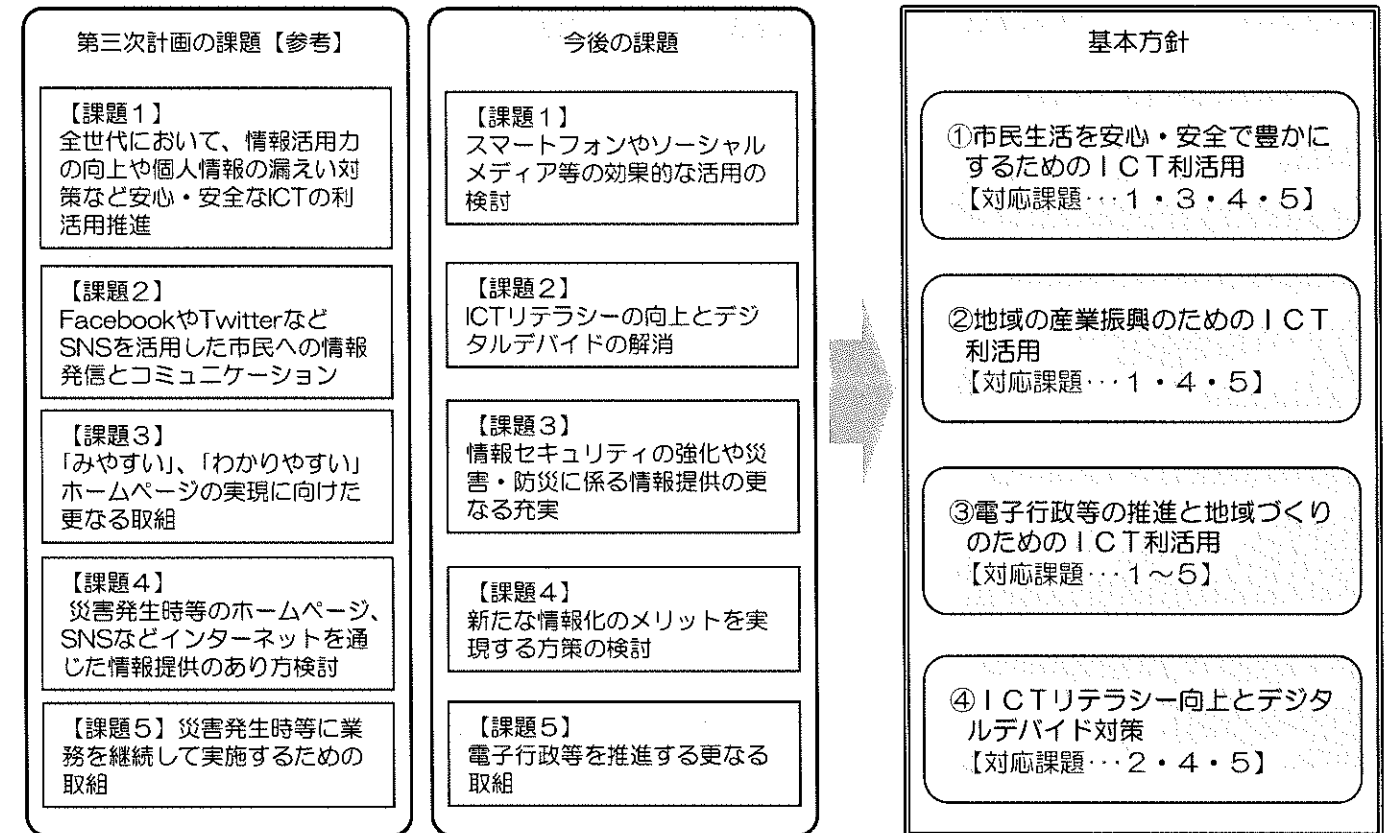 第三次計画の課題【参考】
【課題1】
全世代において、情報活用力
の向上や個人情報の漏えい対
策など安心・安全なICTの利
活用推進
【課題2】
FacebookやTwitterなど
SNSを活用した市民への情報
発信とコミュニケーション
【課題3】
「みやすい」、「わかりやすい」
ホームページの実現に向けた
更なる取組
【課題4】
災害発生時等のホームページ、
SNSなどインターネットを通
じた情報提供のあり方検討
【課題5】災害発生時等に業
務を継続して実施するための
取組
今後の課題
【課題1】
スマートフォンやソーシャル
メディア等の効果的な活用の
検討
【課題2】
ICTリテラシーの向上とデジ
タルデバイドの解消
【課題3】
情報セキュリティの強化や災
害・防災に係る情報提供の更
なる充実
【課題4】
新たな情報化のメリットを実
現する方策の検討
【課題5】
電子行政等を推進する更なる
取組
基本方針
①市民生活を安心・安全で豊かに
するためのICT利活用
【対応課題…1・3・4・5】
②地域の産業振興のためのICT
利活用
【対応課題…1・4・5】
③電子行政等の推進と地域づくり
のためのICT利活用
【対応課題…1～5】
④ICTリテラシー向上とデジタ
ルデバイド対策
【対応課題…2・4・5】